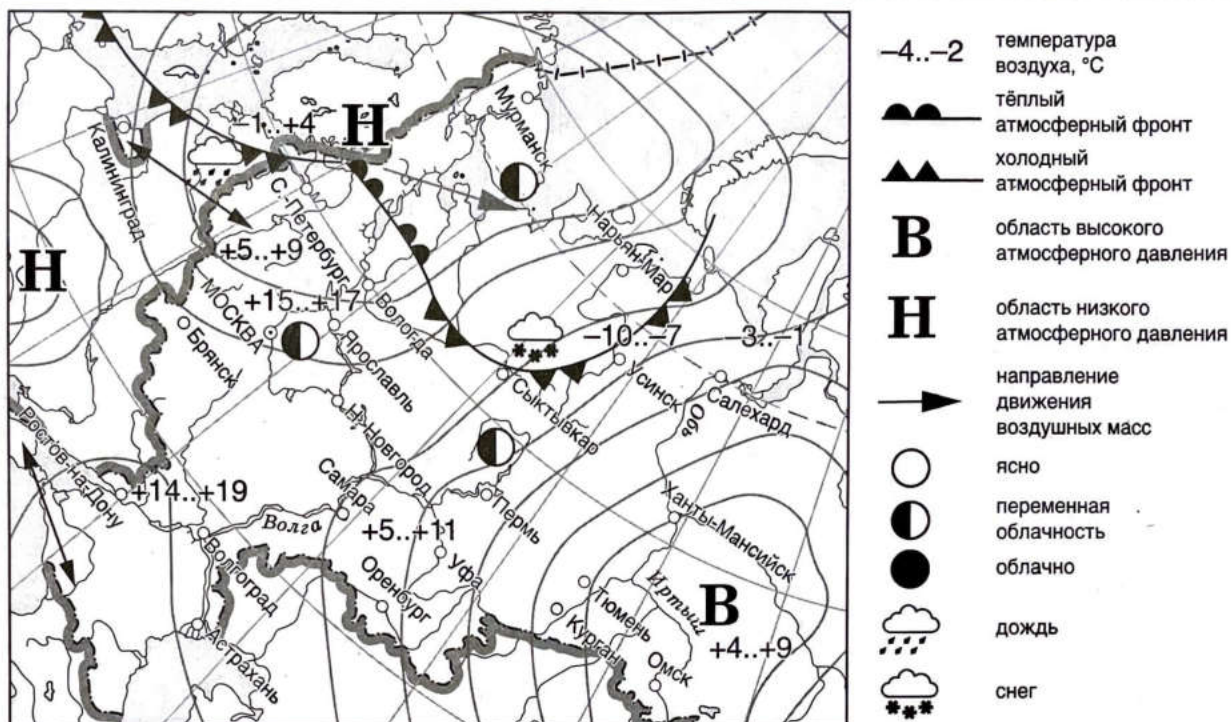 Н
Мурманск
−1..+4
Калининград
С.-Петербург
Нарьян-Мар
+5..+9
Н
МОСКВА
+15..+17
Вологда
−10..−7
−3..−1
Брянск
Ярославль
Сыктывкар
Усинск
Салехард
Обь
Ростов-на-Дону
Н.Новгород
+14..+19
Самара
Пермь
Ханты-Мансийск
Волга
+5..+11
Волгоград
Оренбург
Уфа
Тюмень
Иртыш
В
Курган
+4..+9
Астрахань
Омск
−4..−2
температура
воздуха, °С
тёплый
атмосферный фронт
холодный
атмосферный фронт
В
область высокого
атмосферного давления
Н
область низкого
атмосферного давления
направление
движения
воздушных масс
ясно
переменная
облачность
облачно
дождь
снег